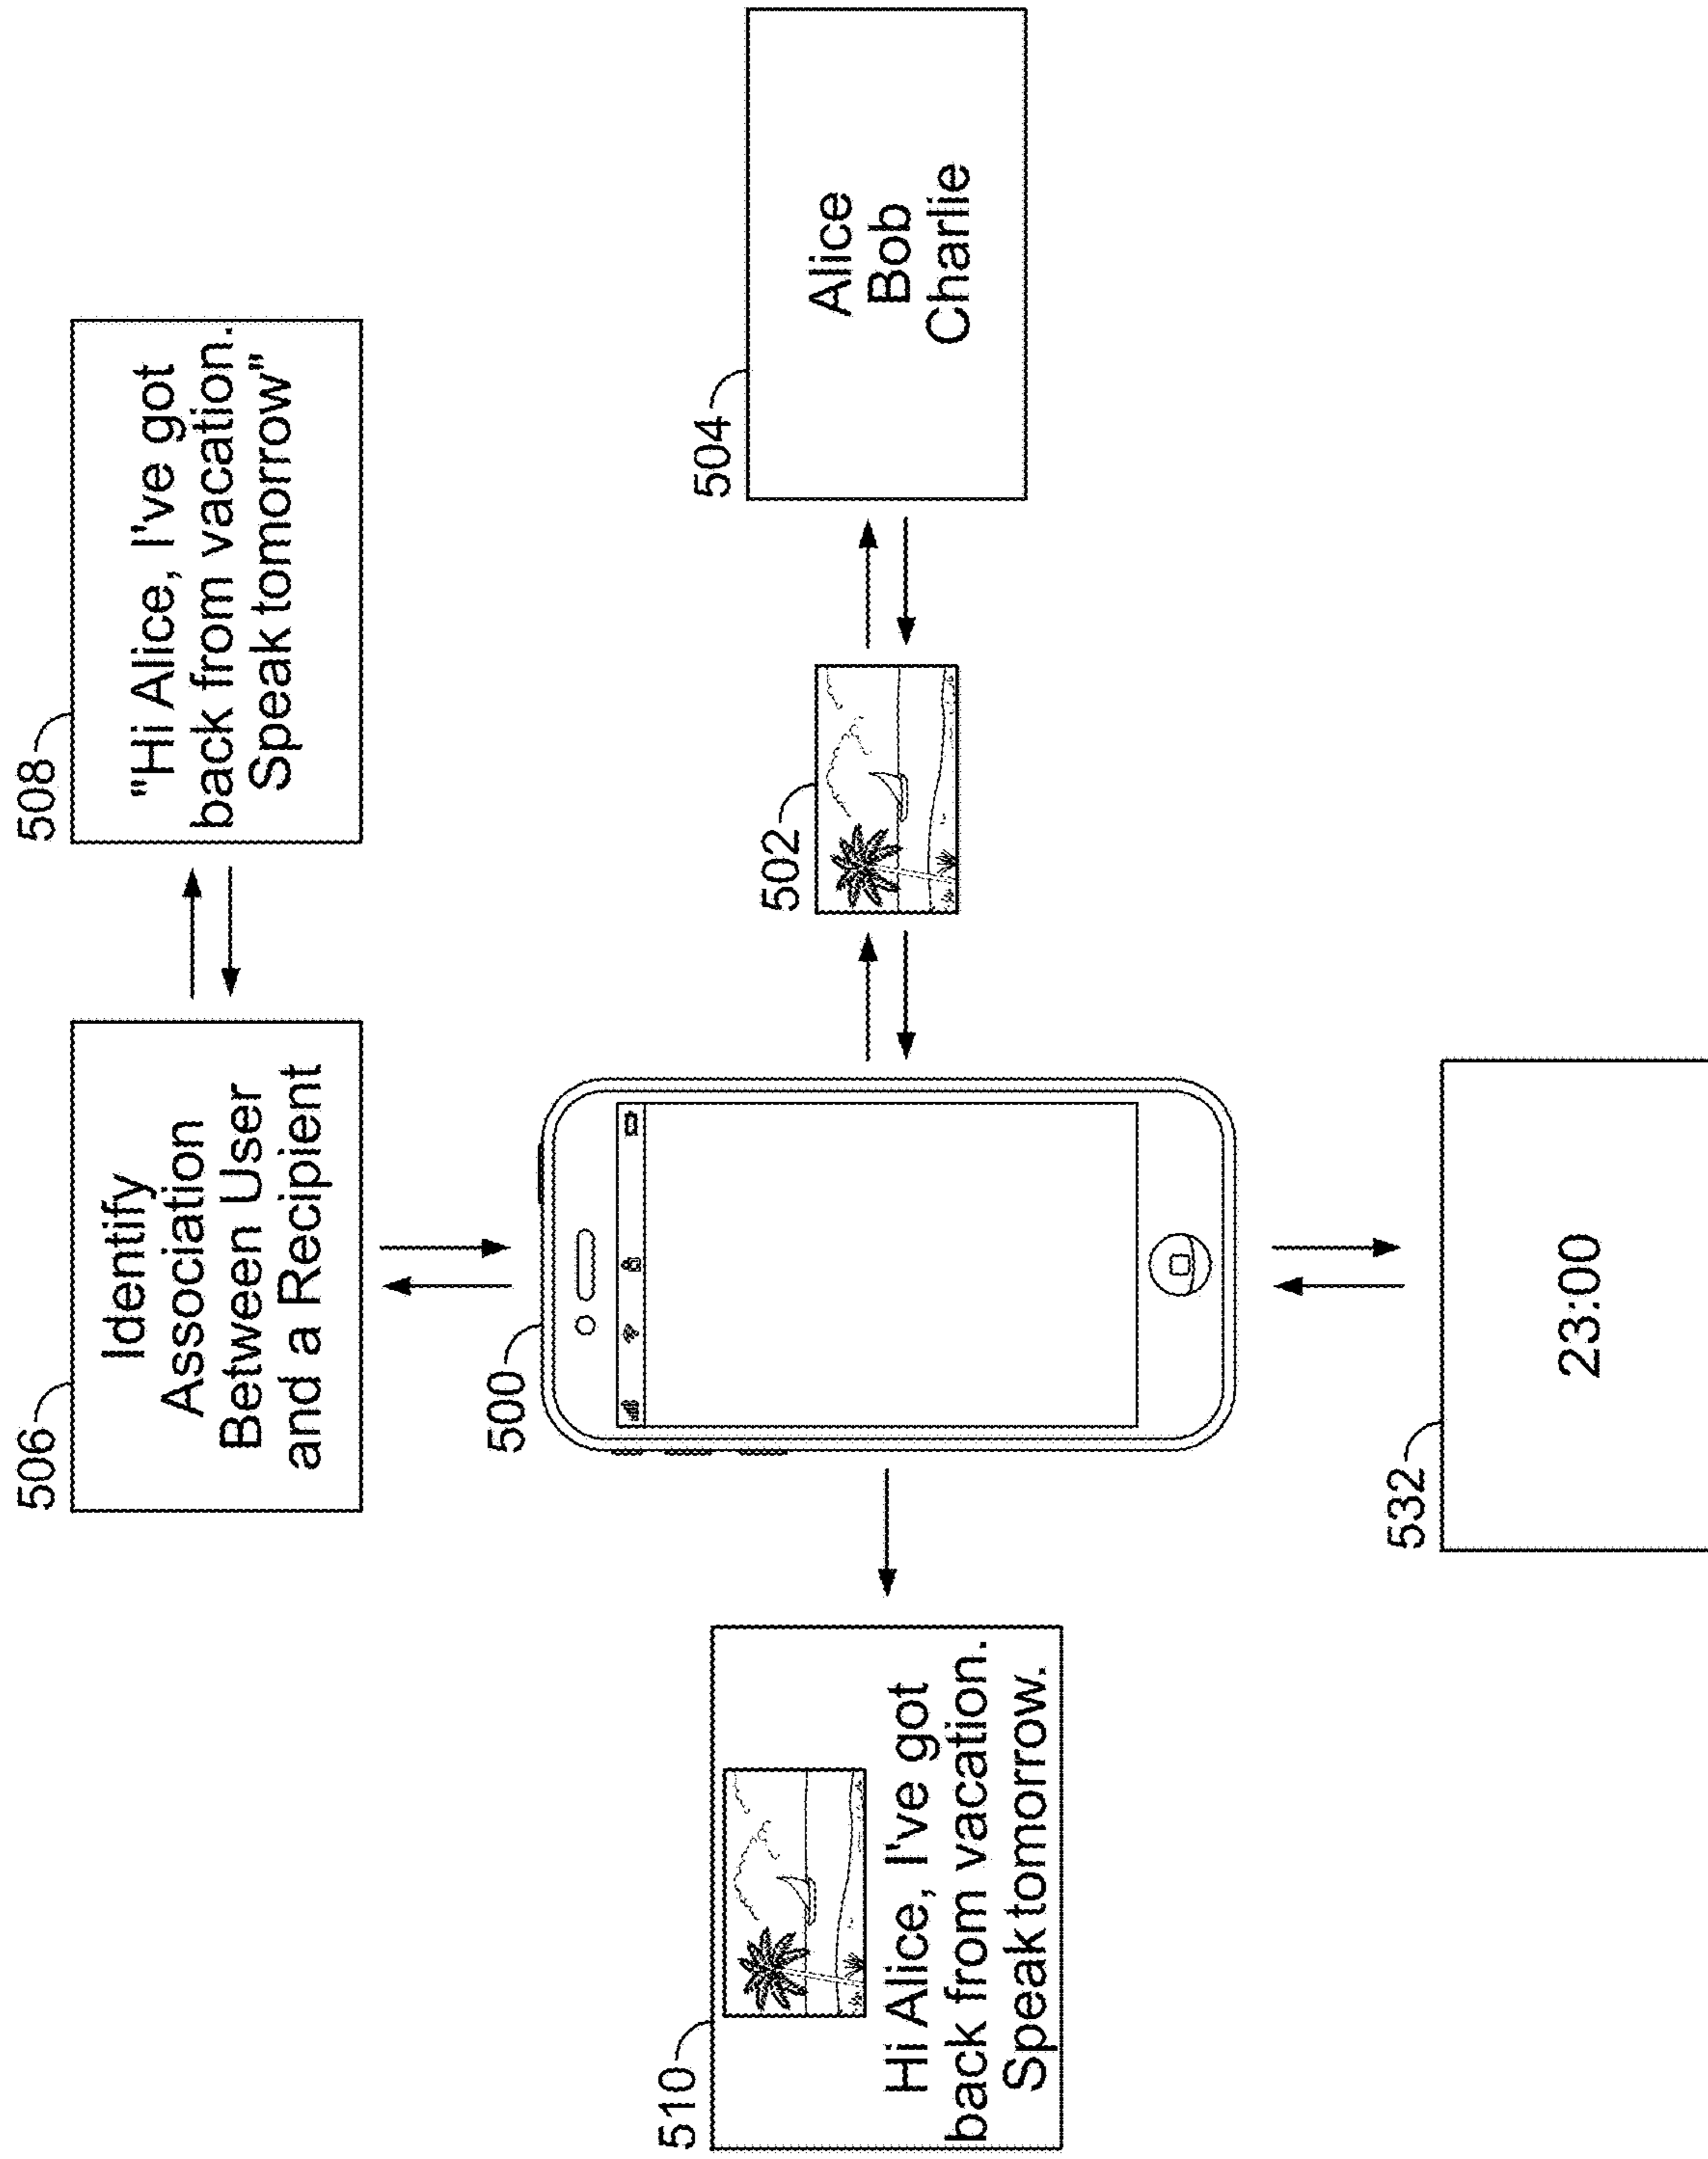 506
Identify
Association
Between User
and a Recipient
508
"Hi Alice, I've got
back from vacation.
Speak tomorrow"
510
Hi Alice, I've got
back from vacation.
Speak tomorrow.
500
502
504
Alice
Bob
Charlie
532
23:00